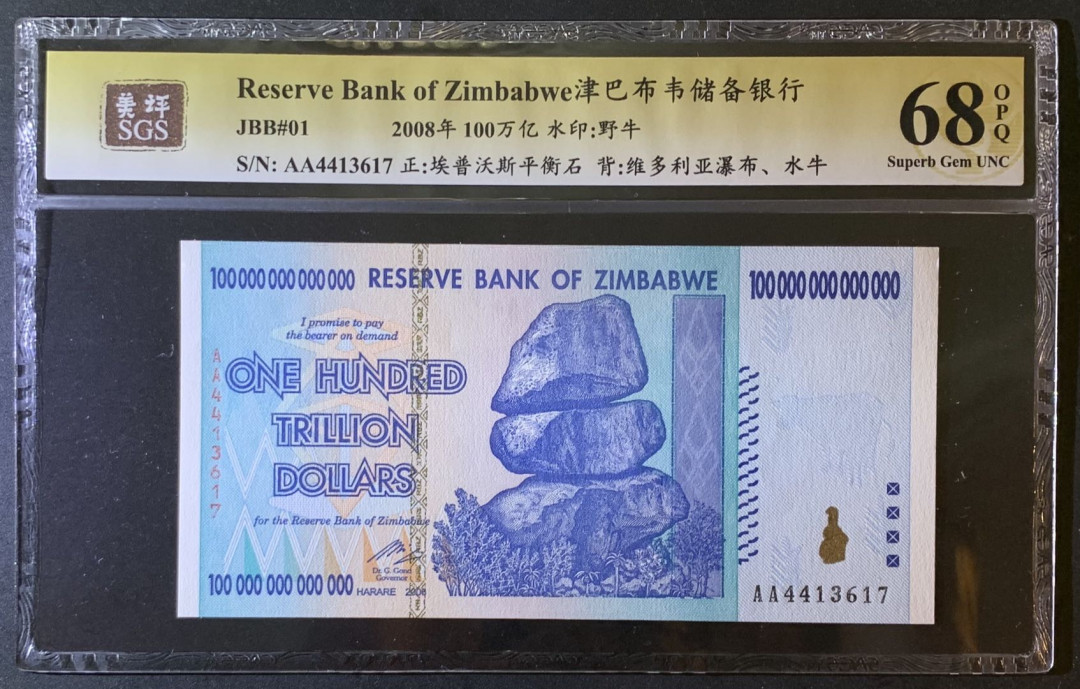 美评
SGS
Reserve Bank of Zimbabwe津巴布韦储备银行
JBB#01 2008年 100万亿 水印:野牛
S/N: AA4413617 正:埃普沃斯平衡石 背:维多利亚瀑布、水牛
68 OPQ
Superb Gem UNC
100 000 000 000 000 RESERVE BANK OF ZIMBABWE 100 000 000 000 000
I promise to pay
the bearer on demand
ONE HUNDRED
TRILLION
DOLLARS
for the Reserve Bank of Zimbabwe
Dr. G. Gono
Governor
100 000 000 000 000 HARARE 2008
AA4413617
AA4413617